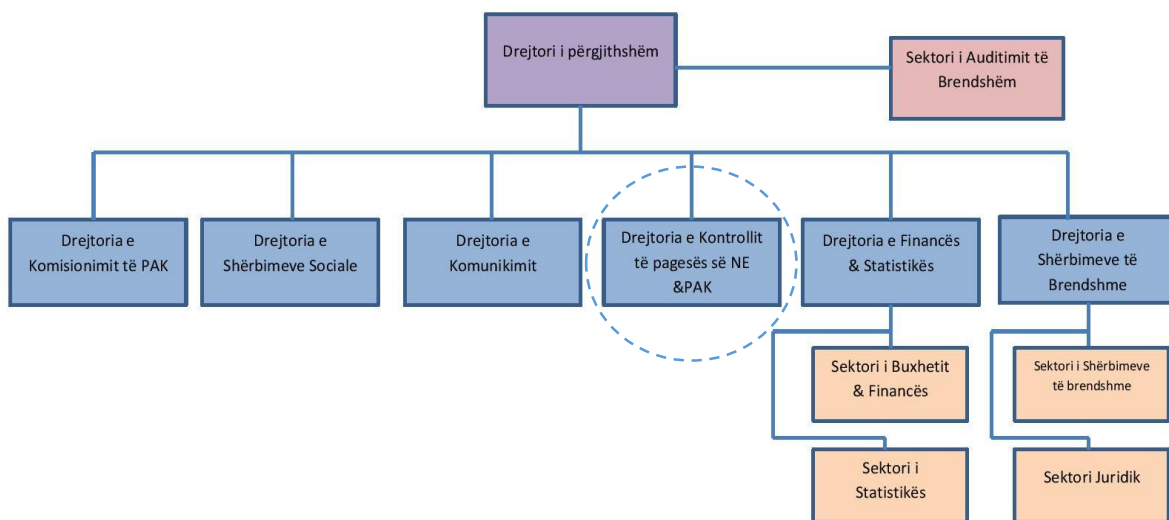 Drejtori i përgjithshëm
Sektori i Auditimit të
Brendshëm
Drejtoria e
Komisionimit të PAK
Drejtoria e
Shërbimeve Sociale
Drejtoria e
Komunikimit
Drejtoria e Kontrollit
të pagesës së NE
&PAK
Drejtoria e Financës
& Statistikës
Drejtoria e
Shërbimeve të
Brendshme
Sektori i Buxhetit
& Financës
Sektori i Shërbimeve
të brendshme
Sektori i
Statistikës
Sektori Juridik